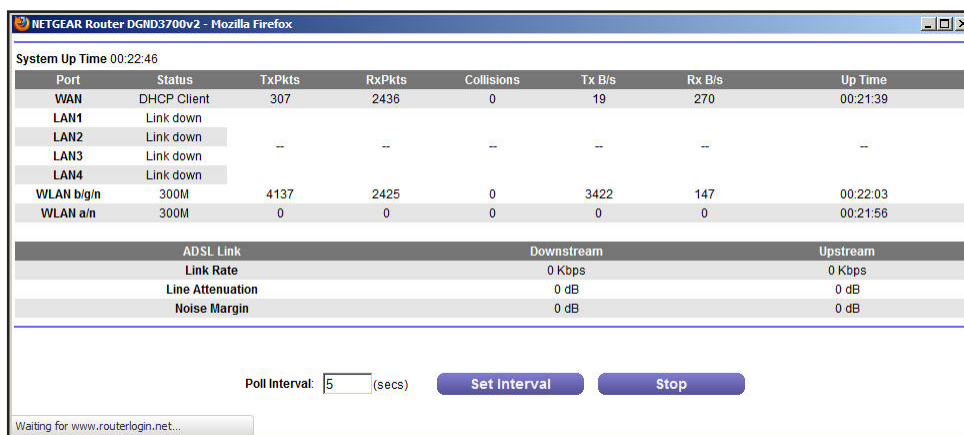 NETGEAR Router DGND3700v2 - Mozilla Firefox
System Up Time 00:22:46
Port Status TxPkts RxPkts Collisions Tx B/s Rx B/s Up Time
WAN DHCP Client 307 2436 0 19 270 00:21:39
LAN1 Link down
LAN2 Link down
-- -- -- -- -- --
LAN3 Link down
LAN4 Link down
WLAN b/g/n 300M 4137 2425 0 3422 147 00:22:03
WLAN a/n 300M 0 0 0 0 0 00:21:56
ADSL Link Downstream Upstream
Link Rate 0 Kbps 0 Kbps
Line Attenuation 0 dB 0 dB
Noise Margin 0 dB 0 dB
Poll Interval: 5 (secs) Set Interval Stop
Waiting for www.routerlogin.net...